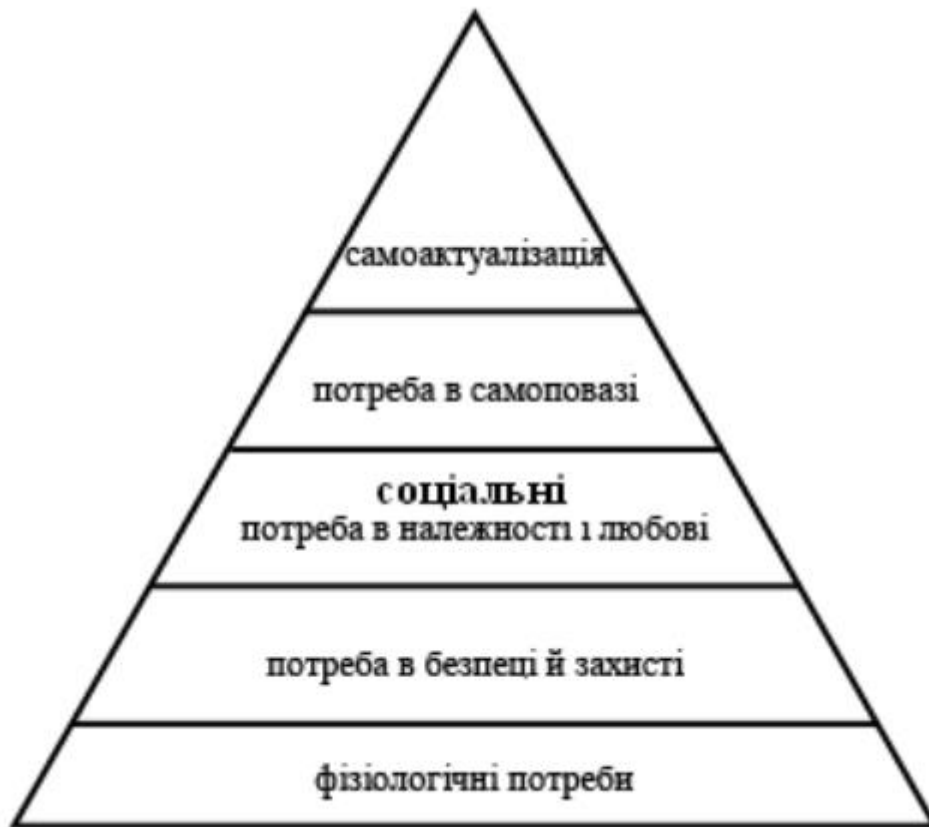 самоактуалізація
потреба в самоповазі
соціальні
потреба в належності і любові
потреба в безпеці й захисті
фізіологічні потреби